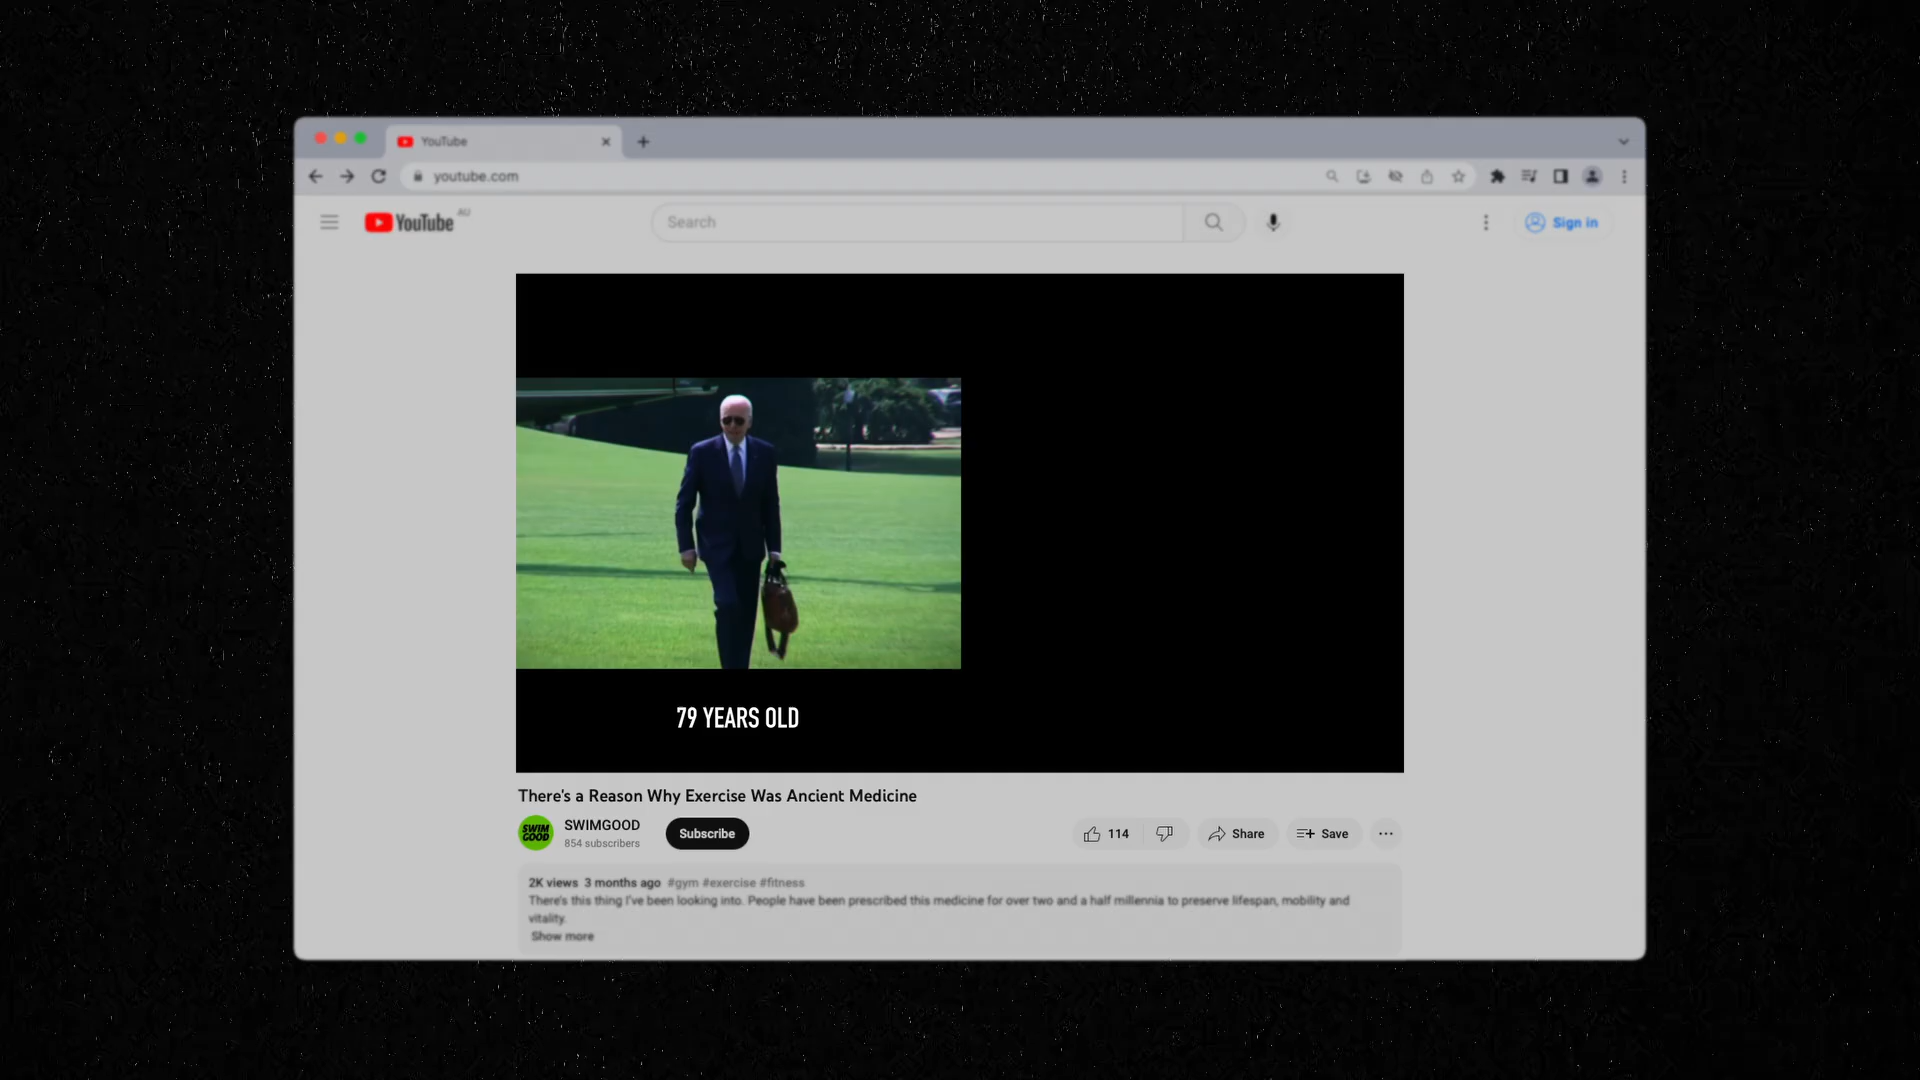 YouTube
youtube.com
YouTube AU
Search
Sign in
79 YEARS OLD
There's a Reason Why Exercise Was Ancient Medicine
SWIM GOOD
SWIMGOOD
854 subscribers
Subscribe
114
Share
Save
2K views 3 months ago #gym #exercise #fitness
There's this thing I've been looking into. People have been prescribed this medicine for over two and a half millennia to preserve lifespan, mobility and
vitality.
Show more